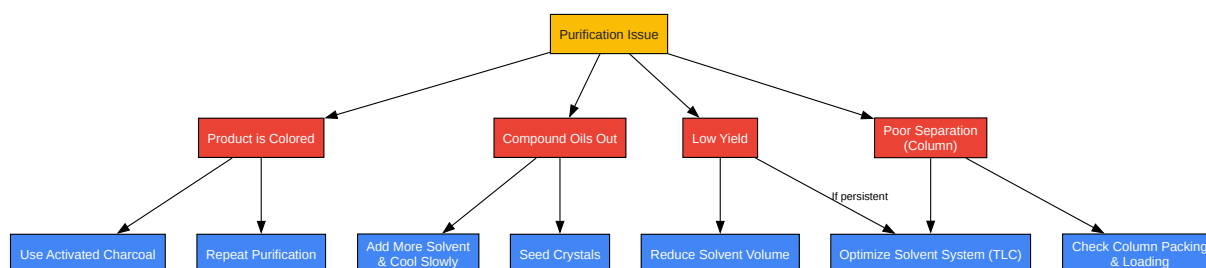 Purification Issue
Product is Colored
Compound Oils Out
Low Yield
Poor Separation
(Column)
If persistent
Use Activated Charcoal
Repeat Purification
Add More Solvent
& Cool Slowly
Seed Crystals
Reduce Solvent Volume
Optimize Solvent System (TLC)
Check Column Packing
& Loading